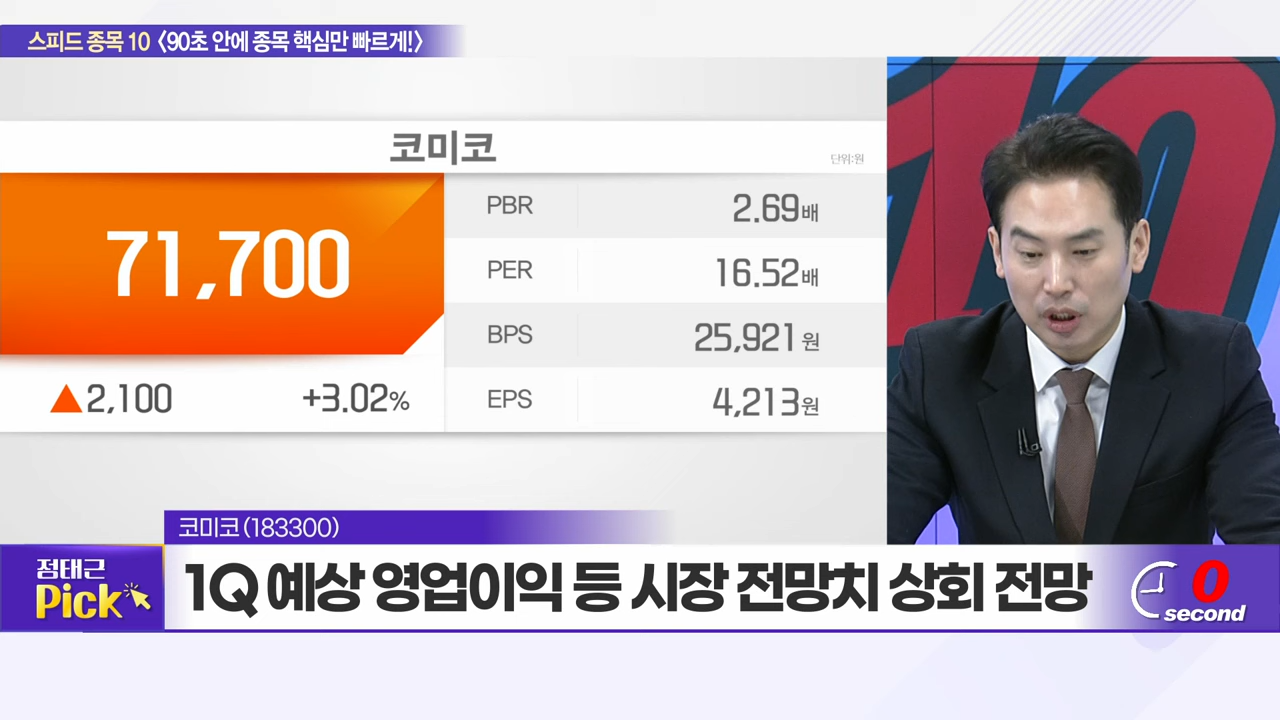 스피드 종목 10 〈90초 안에 종목 핵심만 빠르게!〉
코미코
단위:원
71,700
▲2,100 +3.02%
PBR 2.69배
PER 16.52배
BPS 25,921원
EPS 4,213원
10
코미코(183300)
정태근
Pick
1Q 예상 영업이익 등 시장 전망치 상회 전망
0
second